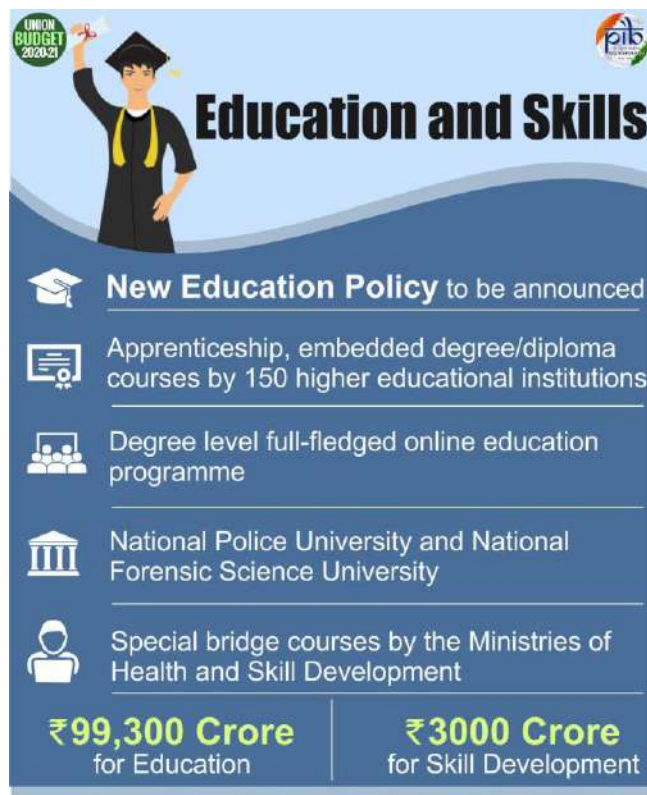 UNION
BUDGET
2020-21
pib
Education and Skills
New Education Policy to be announced
Apprenticeship, embedded degree/diploma
courses by 150 higher educational institutions
Degree level full-fledged online education
programme
National Police University and National
Forensic Science University
Special bridge courses by the Ministries of
Health and Skill Development
₹99,300 Crore
for Education
₹3000 Crore
for Skill Development